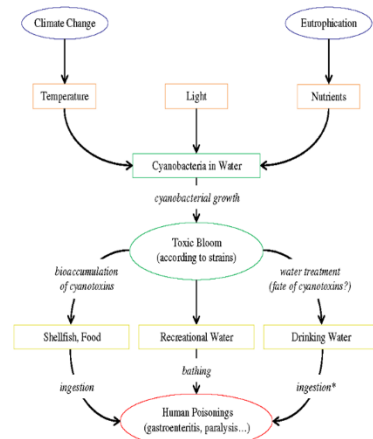 Climate Change
Eutrophication
Temperature
Light
Nutrients
Cyanobacteria in Water
cyanobacterial growth
Toxic Bloom
(according to strains)
bioaccumulation
of cyanotoxins
water treatment
(fate of cyanotoxins?)
Shellfish, Food
Recreational Water
Drinking Water
ingestion
bathing
ingestion*
Human Poisonings
(gastroenteritis, paralysis…)